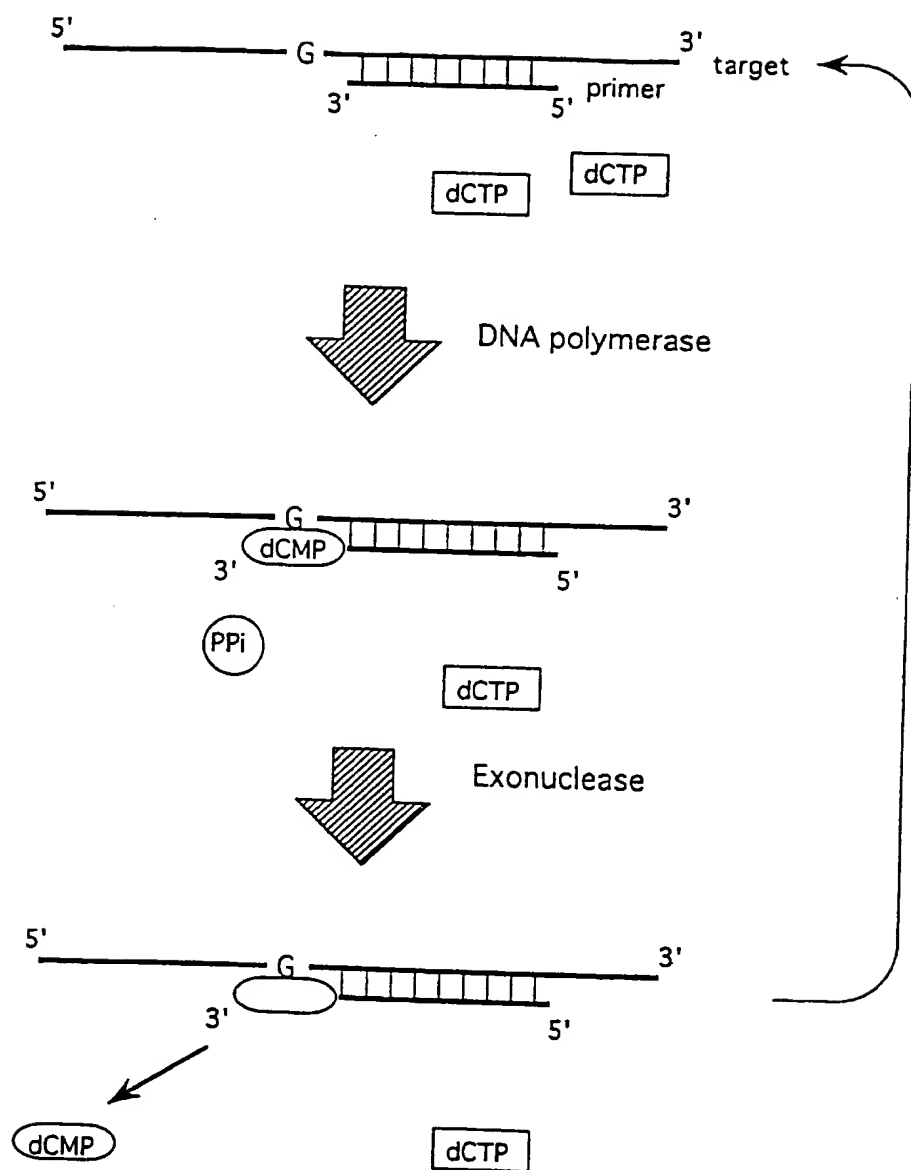 5'
G
3'
target
3'
5'
primer
dCTP
dCTP
DNA polymerase
5'
G
3'
dCMP
3'
5'
PPi
dCTP
Exonuclease
5'
G
3'
3'
5'
dCMP
dCTP